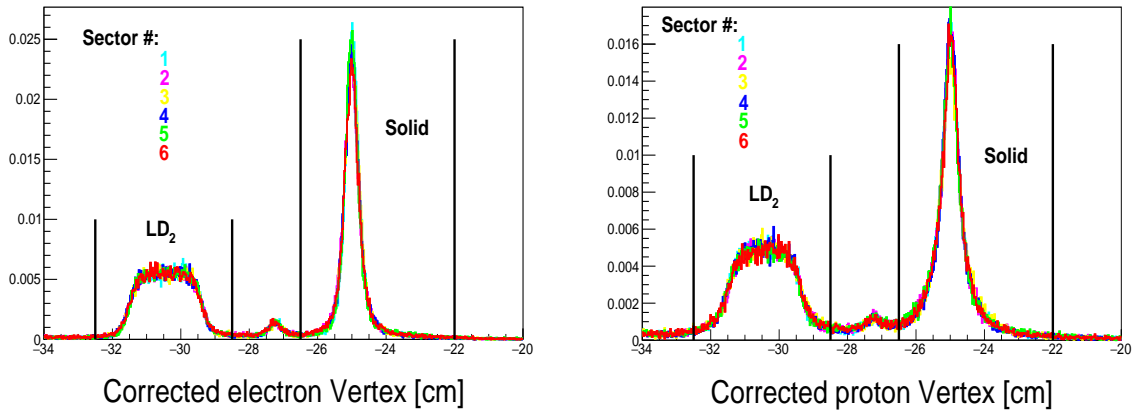 0.025
0.02
0.015
0.01
0.005
0
-34 -32 -30 -28 -26 -24 -22 -20
Sector #:
1
2
3
4
5
6
LD2
Solid
Corrected electron Vertex [cm]
0.016
0.014
0.012
0.01
0.008
0.006
0.004
0.002
0
-34 -32 -30 -28 -26 -24 -22 -20
Sector #:
1
2
3
4
5
6
LD2
Solid
Corrected proton Vertex [cm]